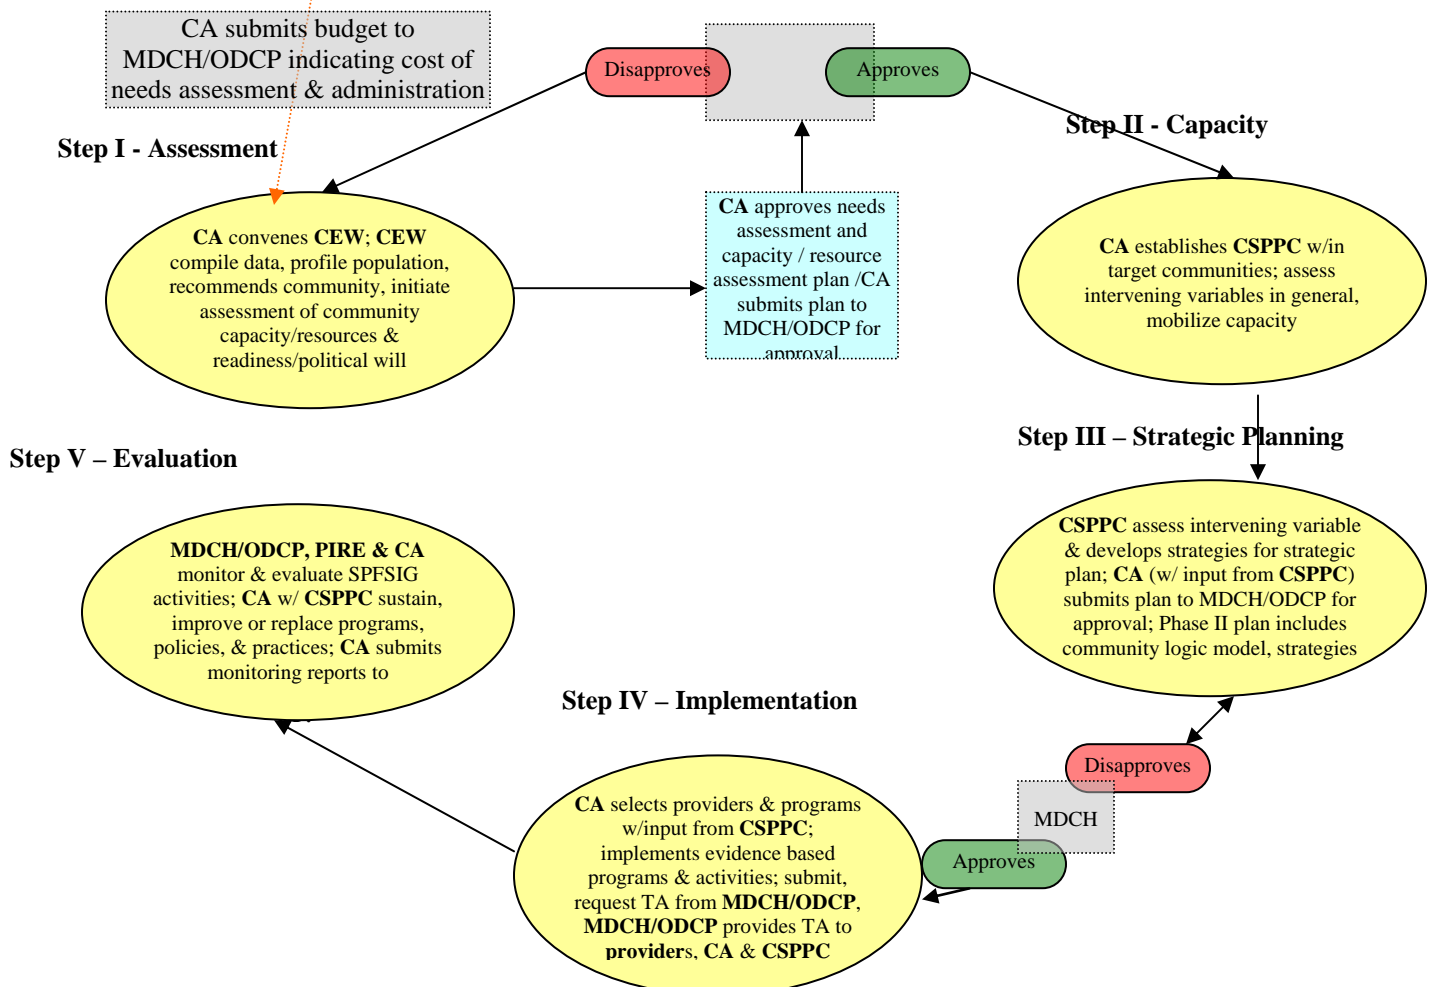 CA submits budget to
MDCH/ODCP indicating cost of
needs assessment & administration
Disapproves
Approves
Step I - Assessment
Step II - Capacity
CA convenes CEW; CEW
compile data, profile population,
recommends community, initiate
assessment of community
capacity/resources &
readiness/political will
CA approves needs
assessment and
capacity / resource
assessment plan /CA
submits plan to
MDCH/ODCP for
approval
CA establishes CSPPC w/in
target communities; assess
intervening variables in general,
mobilize capacity
Step III – Strategic Planning
CSPPC assess intervening variable
& develops strategies for strategic
plan; CA (w/ input from CSPPC)
submits plan to MDCH/ODCP for
approval; Phase II plan includes
community logic model, strategies
Disapproves
MDCH
Approves
Step IV – Implementation
CA selects providers & programs
w/input from CSPPC;
implements evidence based
programs & activities; submit,
request TA from MDCH/ODCP,
MDCH/ODCP provides TA to
providers, CA & CSPPC
Step V – Evaluation
MDCH/ODCP, PIRE & CA
monitor & evaluate SPFSIG
activities; CA w/ CSPPC sustain,
improve or replace programs,
policies, & practices; CA submits
monitoring reports to